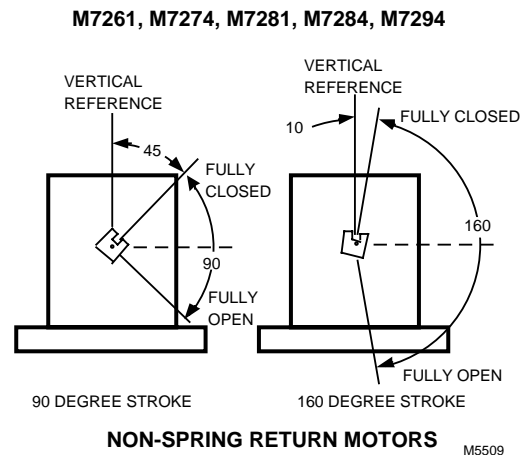 M7261, M7274, M7281, M7284, M7294
VERTICAL
REFERENCE
45
FULLY
CLOSED
90
FULLY
OPEN
90 DEGREE STROKE
VERTICAL
REFERENCE
10
FULLY CLOSED
160
FULLY OPEN
160 DEGREE STROKE
NON-SPRING RETURN MOTORS
M5509